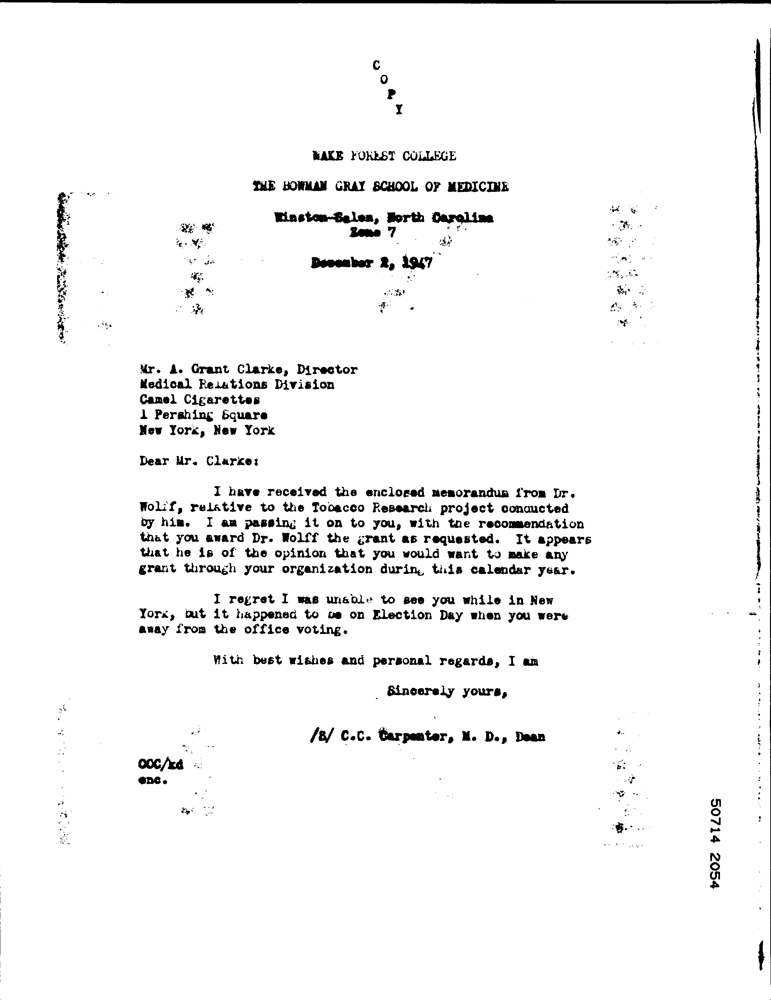 COPY
WAKE FOREST COLLEGE
THE BOWMAN GRAY SCHOOL OF MEDICINE
Winston-Salem, North Carolina
Zone 7
December 2, 1947
Mr. A. Grant Clarke, Director
Medical Relations Division
Camel Cigarettes
1 Pershing Square
New York, New York
Dear Mr. Clarke:
I have received the enclosed memorandum from Dr.
Wolff, relative to the Tobacco Research project conducted
by him. I am passing it on to you, with the recommendation
that you award Dr. Wolff the grant as requested. It appears
that he is of the opinion that you would want to make any
grant through your organization during this calendar year.
I regret I was unable to see you while in New
York, but it happened to be on Election Day when you were
away from the office voting.
With best wishes and personal regards, I am
Sincerely yours,
/S/ C.C. Carpenter, M. D., Dean
CCC/kd
enc.
50714 2054